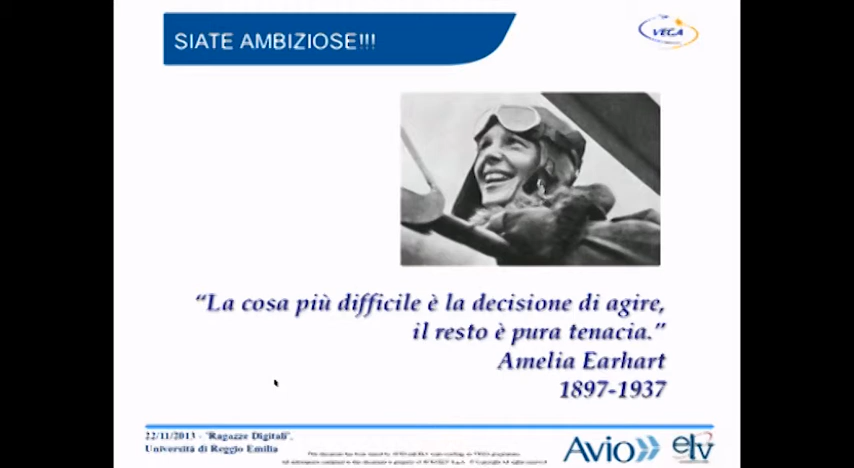 SIATE AMBIZIOSE!!!
VEGA
“La cosa più difficile è la decisione di agire,
il resto è pura tenacia.”
Amelia Earhart
1897-1937
22/11/2013 - "Ragazze Digitali",
Università di Reggio Emilia
Avio
elv